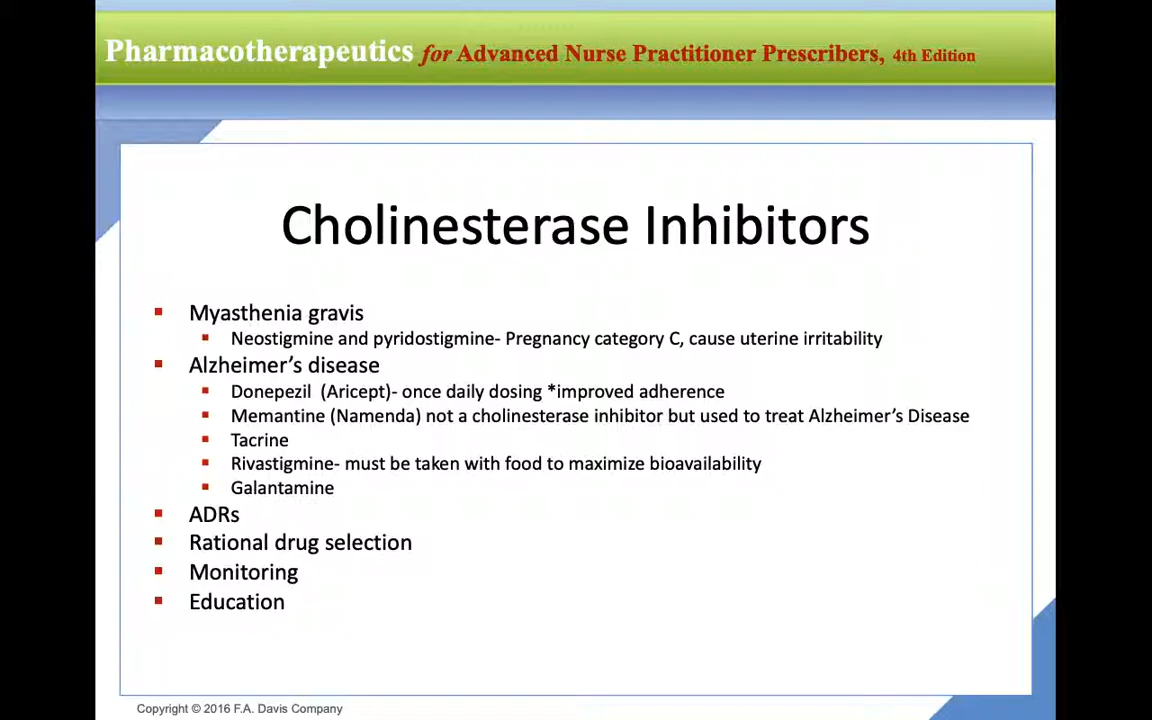 Pharmacotherapeutics for Advanced Nurse Practitioner Prescribers, 4th Edition
Cholinesterase Inhibitors
Myasthenia gravis
Neostigmine and pyridostigmine- Pregnancy category C, cause uterine irritability
Alzheimer’s disease
Donepezil (Aricept)- once daily dosing *improved adherence
Memantine (Namenda) not a cholinesterase inhibitor but used to treat Alzheimer’s Disease
Tacrine
Rivastigmine- must be taken with food to maximize bioavailability
Galantamine
ADRs
Rational drug selection
Monitoring
Education
Copyright © 2016 F.A. Davis Company